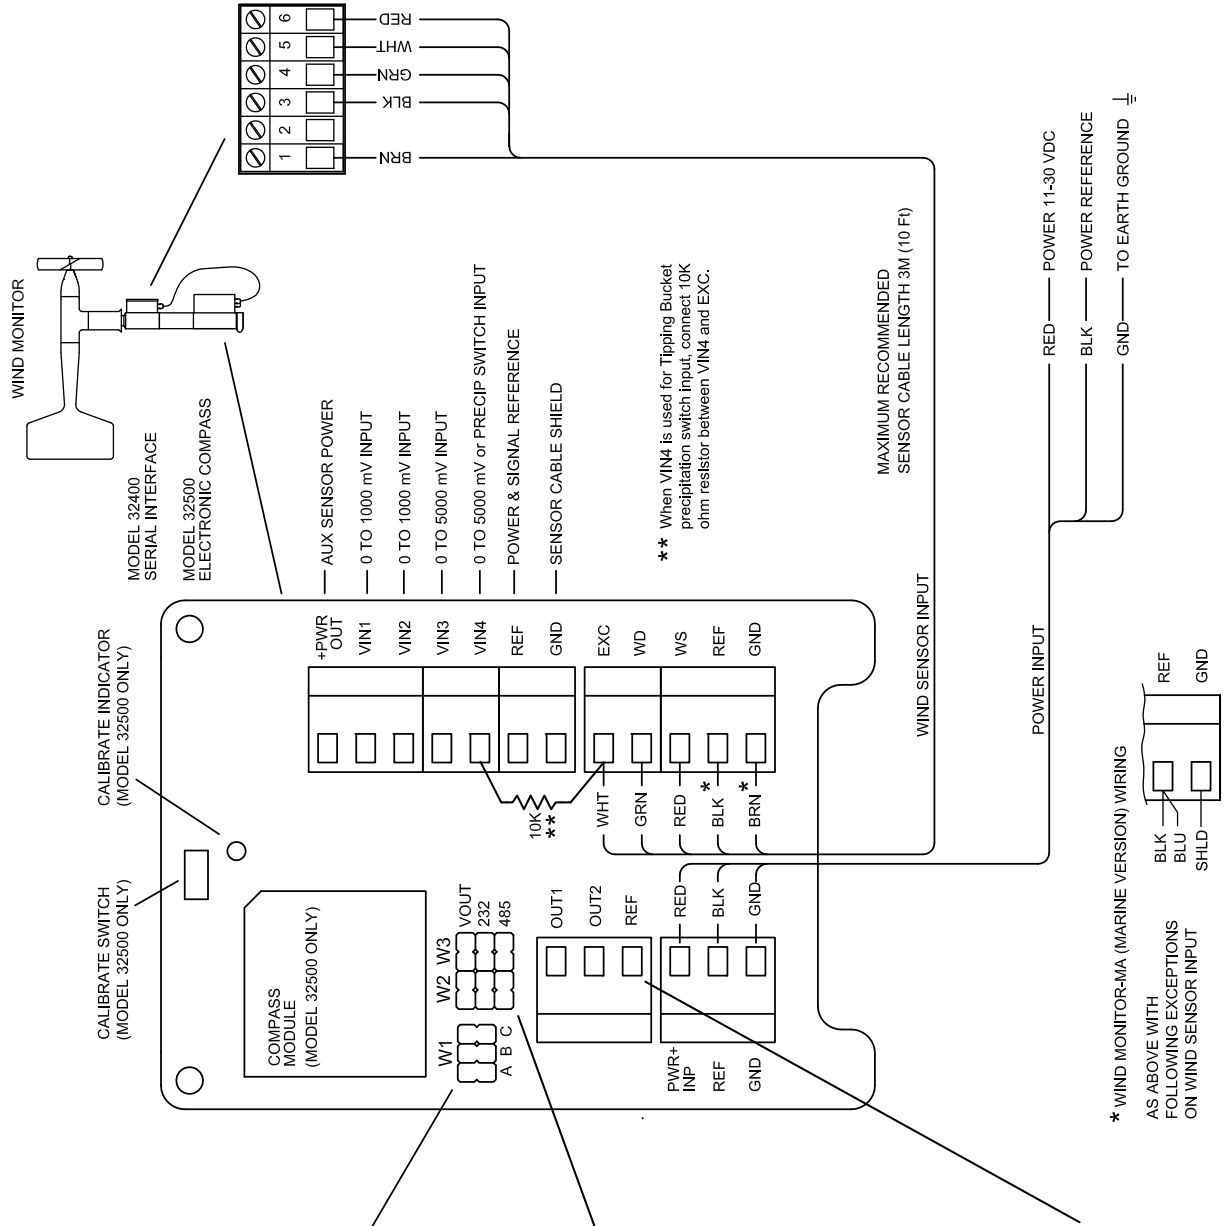 WIND MONITOR
MODEL 32400
SERIAL INTERFACE
MODEL 32500
ELECTRONIC COMPASS
1 2 3 4 5 6
BRN
BLK
GRN
WHT
RED
CALIBRATE SWITCH
(MODEL 32500 ONLY)
CALIBRATE INDICATOR
(MODEL 32500 ONLY)
COMPASS
MODULE
(MODEL 32500 ONLY)
W1
A B C
W2 W3
VOUT
232
485
+PWR
OUT
AUX SENSOR POWER
VIN1
0 TO 1000 mV INPUT
VIN2
0 TO 1000 mV INPUT
VIN3
0 TO 5000 mV INPUT
VIN4
0 TO 5000 mV or PRECIP SWITCH INPUT
REF
POWER & SIGNAL REFERENCE
GND
SENSOR CABLE SHIELD
10K
**
EXC
WD
WS
REF
GND
WHT
GRN
RED
BLK *
BRN *
** When VIN4 is used for Tipping Bucket
precipitation switch input, connect 10K
ohm resistor between VIN4 and EXC.
OUT1
OUT2
REF
PWR+
INP
REF
GND
RED
BLK
GND
MAXIMUM RECOMMENDED
SENSOR CABLE LENGTH 3M (10 Ft)
WIND SENSOR INPUT
POWER INPUT
RED POWER 11-30 VDC
BLK POWER REFERENCE
GND TO EARTH GROUND
* WIND MONITOR-MA (MARINE VERSION) WIRING
AS ABOVE WITH
FOLLOWING EXCEPTIONS
ON WIND SENSOR INPUT
BLK
BLU
SHLD
REF
GND